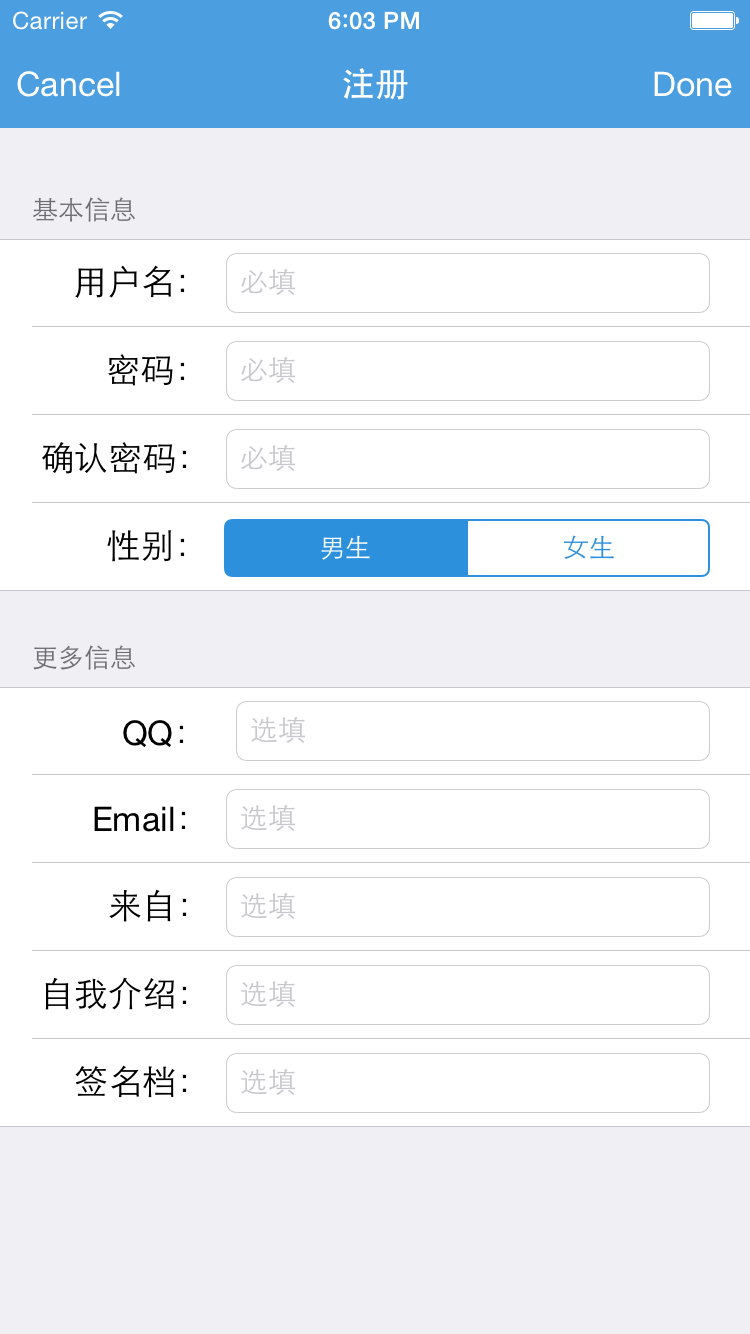 Carrier 6:03 PM
Cancel 注册 Done
基本信息
用户名: 必填
密码: 必填
确认密码: 必填
性别: 男生 女生
更多信息
QQ: 选填
Email: 选填
来自: 选填
自我介绍: 选填
签名档: 选填